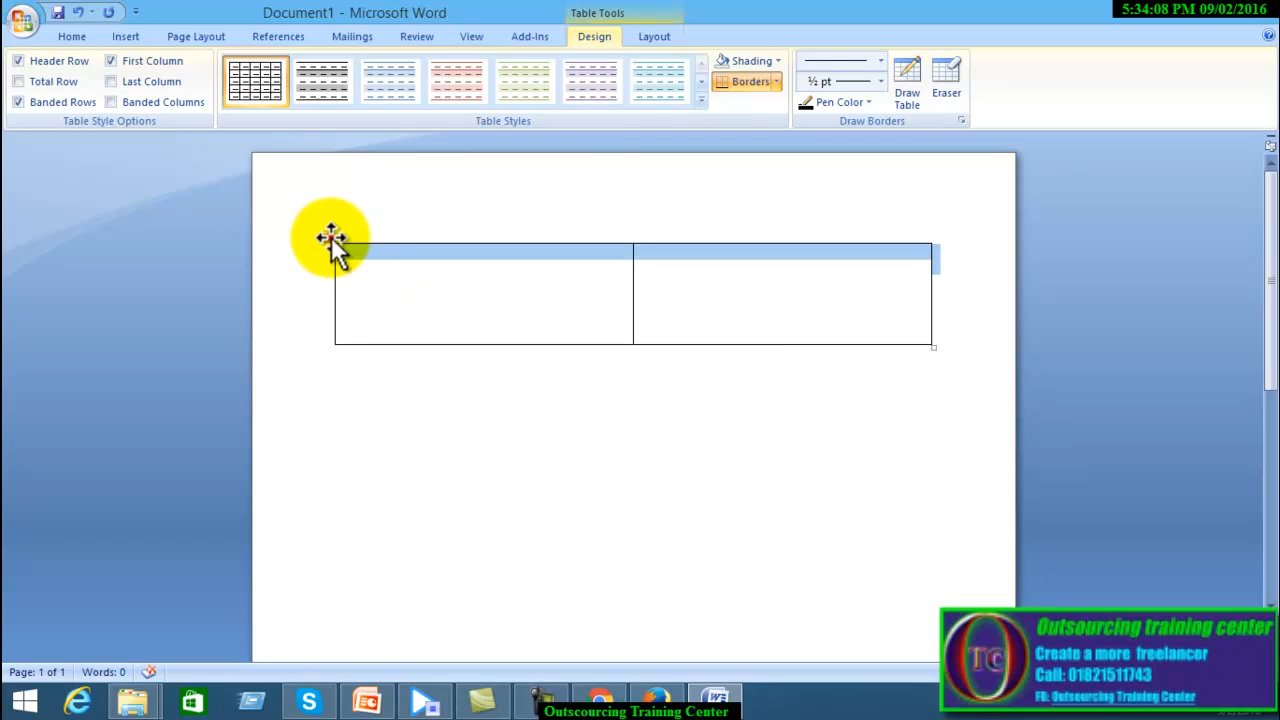 Document1 - Microsoft Word
Table Tools
5:34:08 PM 09/02/2016
Home
Insert
Page Layout
References
Mailings
Review
View
Add-Ins
Design
Layout
Header Row
First Column
Total Row
Last Column
Banded Rows
Banded Columns
Table Style Options
Table Styles
Shading
Borders
½ pt
Pen Color
Draw Table
Eraser
Draw Borders
Outsourcing training center
Create a more freelancer
Call: 01821511743
FB: Outsourcing Training Center
TC
Page: 1 of 1
Words: 0
Outscourcing Training Center